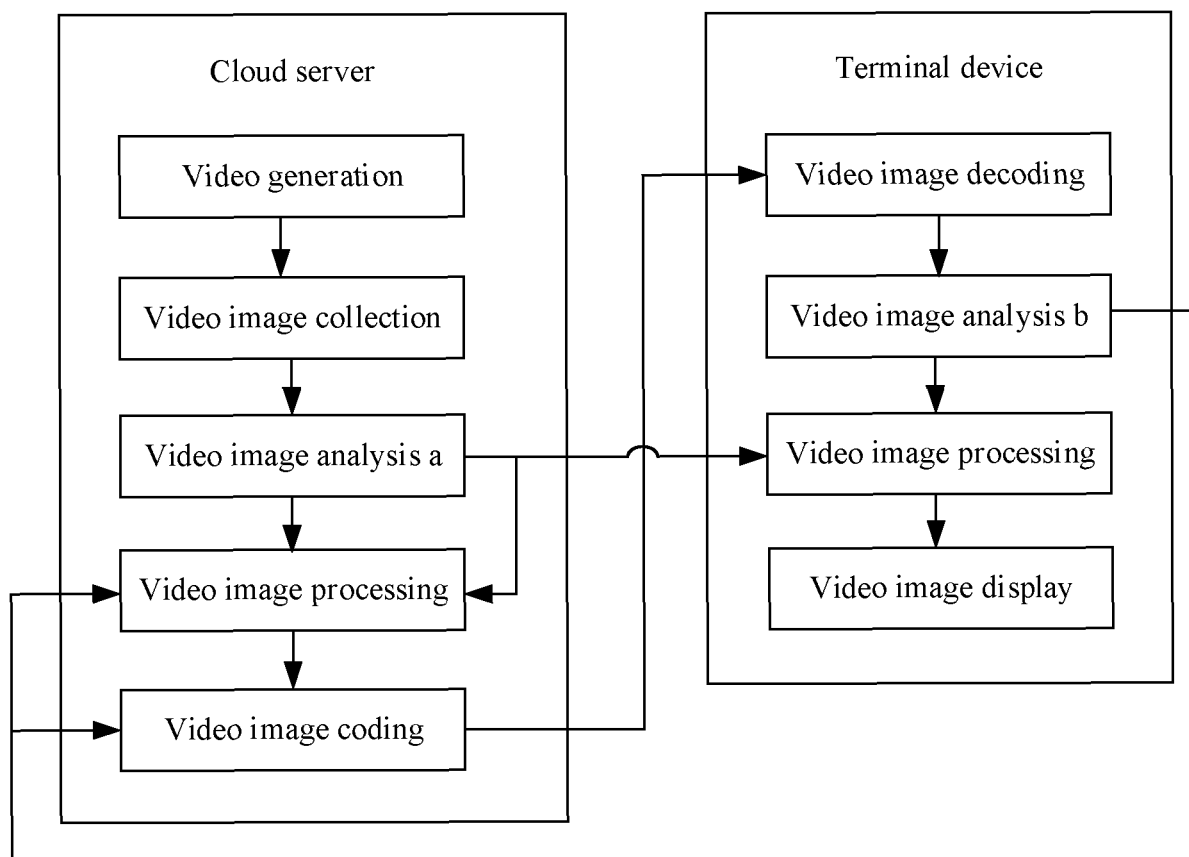 Cloud server
Video generation
Video image collection
Video image analysis a
Video image processing
Video image coding
Terminal device
Video image decoding
Video image analysis b
Video image processing
Video image display